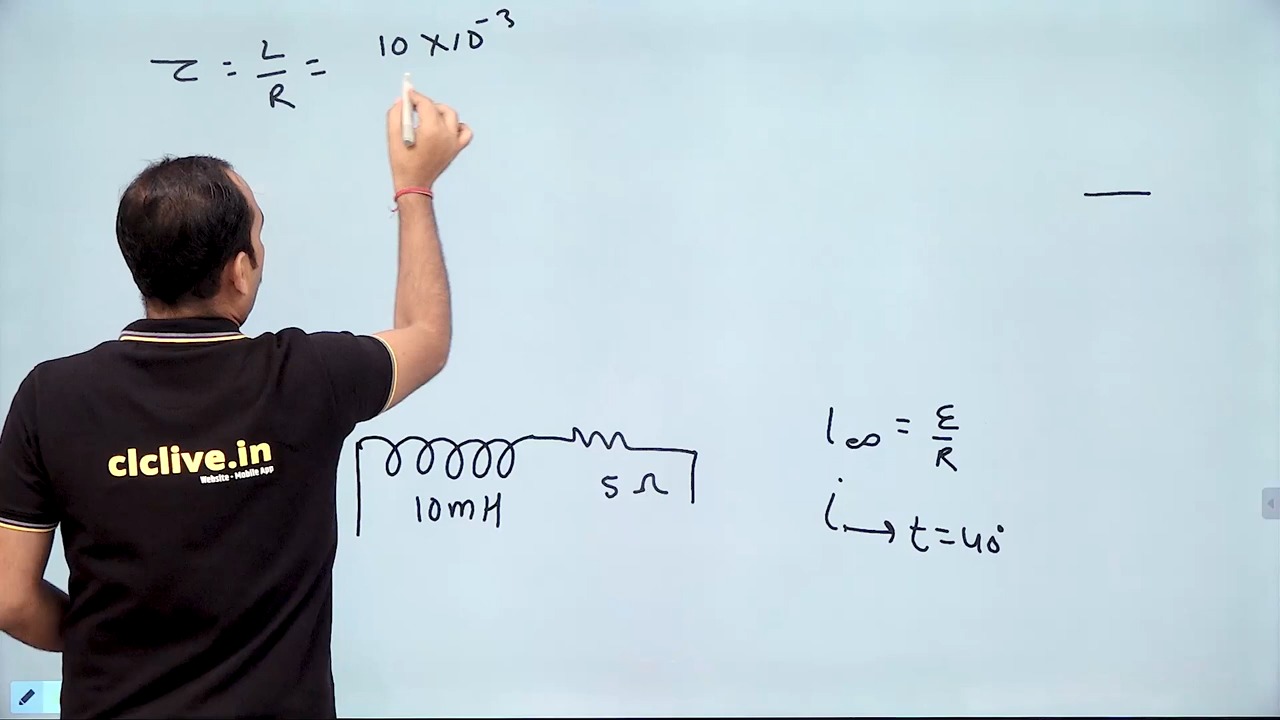 τ = L/R = 10 × 10⁻³
clclive.in
Website - Mobile App
10mH
5 Ω
I∞ = ε/R
i → t = 40